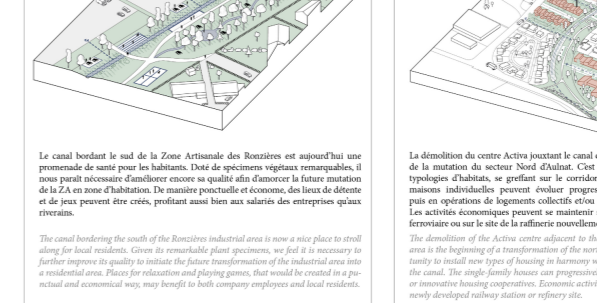 Le canal bordant le sud de la Zone Artisanale des Ronzières est aujourd'hui une
promenade de santé pour les habitants. Doté de spécimens végétaux remarquables, il
nous paraît nécessaire d'améliorer encore sa qualité afin d'amorcer la future mutation
de la ZA en zone d'habitation. De manière ponctuelle et économe, des lieux de détente
et de jeux peuvent être créés, profitant aussi bien aux salariés des entreprises qu'aux
riverains.
The canal bordering the south of the Ronzières industrial area is now a nice place to stroll
along for local residents. Given its remarkable plant specimens, we feel it is necessary to
further improve its quality to initiate the future transformation of the industrial area into
a residential area. Places for relaxation and playing games, that would be created in a pu-
nctual and economical way, may benefit to both company employees and local residents.
La démolition du centre Activa jouxtant le canal
de la mutation du secteur Nord d'Aulnat. C'est
typologies d'habitats, se greffant sur le corridor
maisons individuelles peuvent évoluer progres
puis en opérations de logements collectifs et/ou
Les activités économiques peuvent se maintenir
ferroviaire ou sur le site de la raffinerie nouvelleme
The demolition of the Activa centre adjacent to the
area is the beginning of a transformation of the nor
tunity to install new types of housing in harmony w
the canal. The single-family houses can progressivel
or innovative housing cooperatives. Economic activi
newly developed railway station or refinery site.